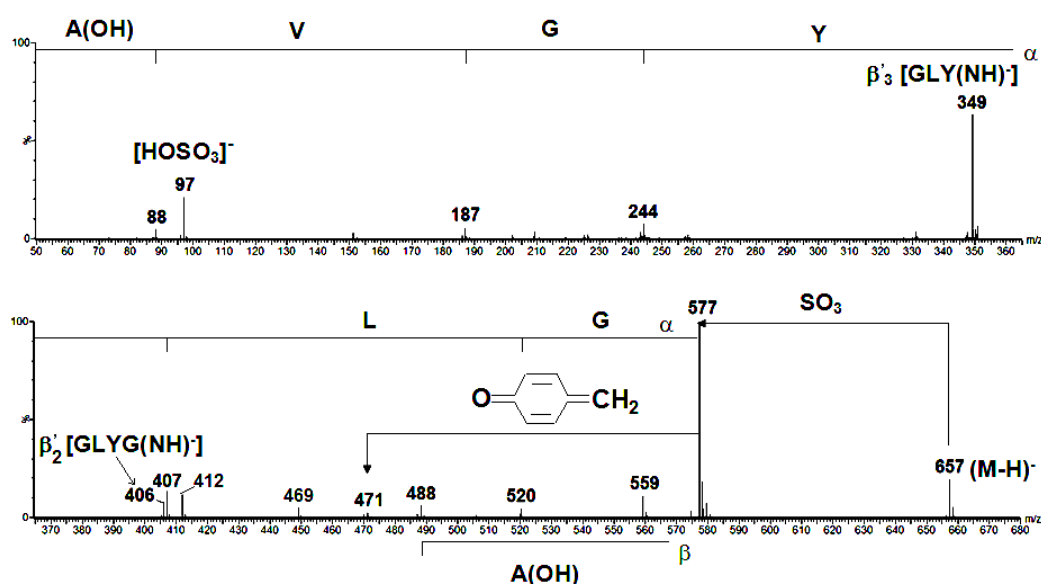 A(OH) V G Y
α
100
β'3 [GLY(NH)-]
349
%
[HOSO3]-
97
88
187
244
0
50 60 70 80 90 100 110 120 130 140 150 160 170 180 190 200 210 220 230 240 250 260 270 280 290 300 310 320 330 340 350 360 m/z
SO3
577
100
L G α
O CH2
%
β'2 [GLYG(NH)-]
657 (M-H)-
406 407 412 469 471 488 520 559
0
370 380 390 400 410 420 430 440 450 460 470 480 490 500 510 520 530 540 550 560 570 580 590 600 610 620 630 640 650 660 670 680 m/z
β
A(OH)